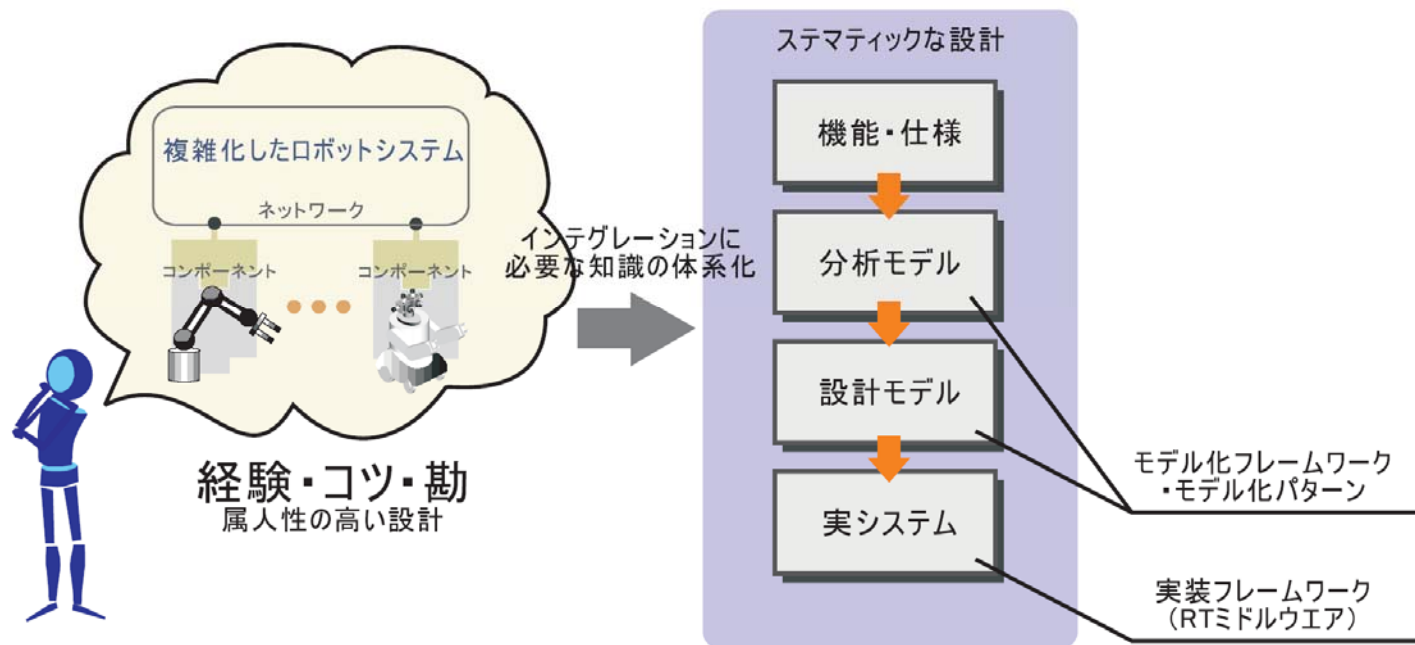 複雑化したロボットシステム
ネットワーク
コンポーネント
コンポーネント
経験・コツ・勘
属人性の高い設計
インテグレーションに
必要な知識の体系化
ステマティックな設計
機能・仕様
分析モデル
設計モデル
実システム
モデル化フレームワーク
・モデル化パターン
実装フレームワーク
(RTミドルウエア)